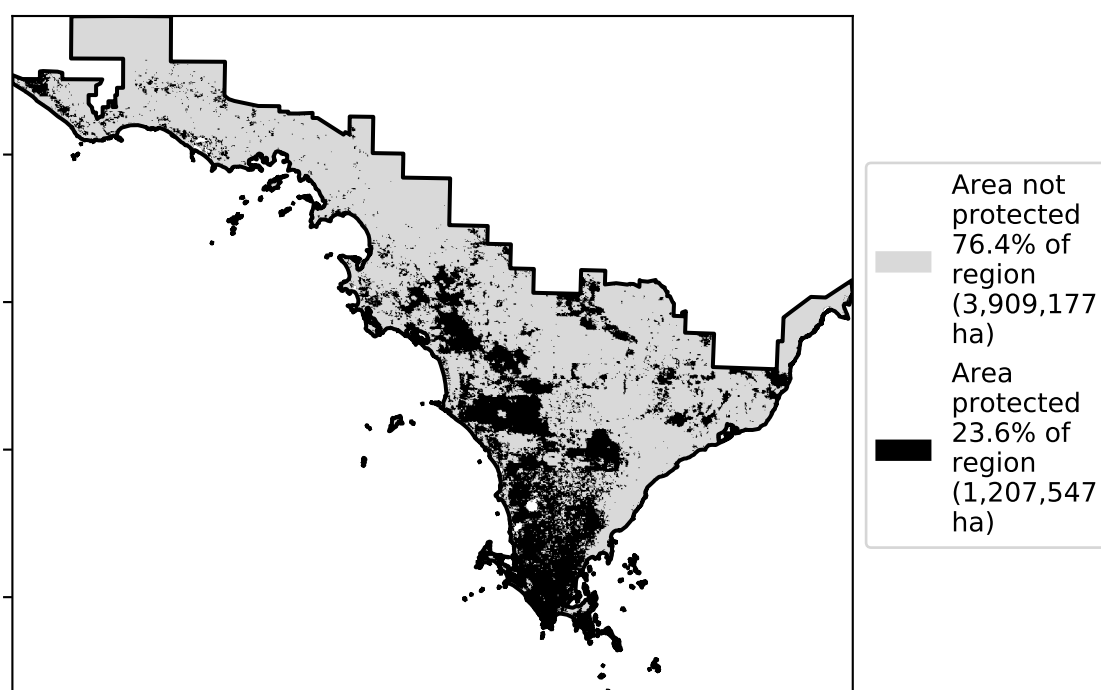 Area not
protected
76.4% of
region
(3,909,177
ha)
Area
protected
23.6% of
region
(1,207,547
ha)